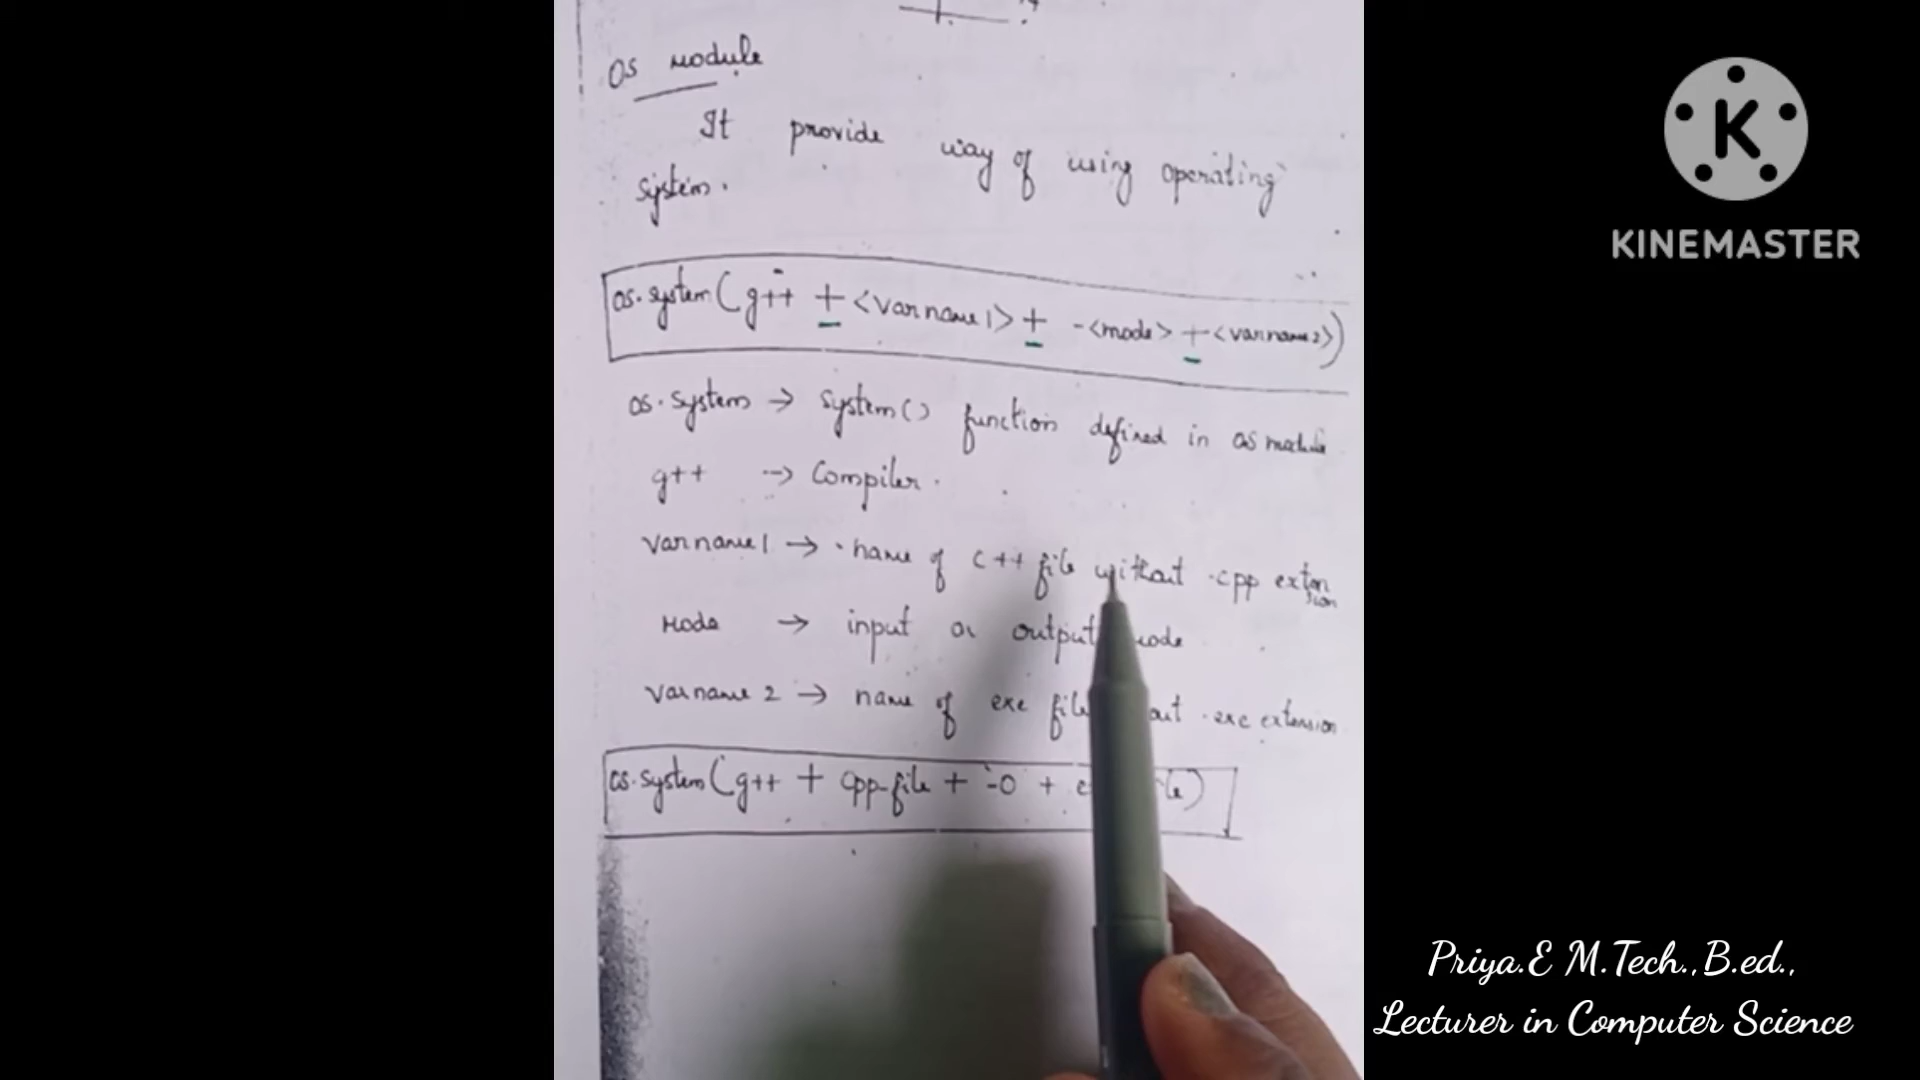 OS Module
It provide way of using operating
system.
os.system(g++ + <varname1> + -<mode> + <varname2>)
os.system → system() function defined in os module
g++ → Compiler.
varname1 → name of c++ file without .cpp extension
Mode → input or output mode
varname 2 → name of exe file .exe extension
os.system(g++ + cpp-file + -o +
K
KINEMASTER
Priya.E M.Tech.,B.ed.,
Lecturer in Computer Science